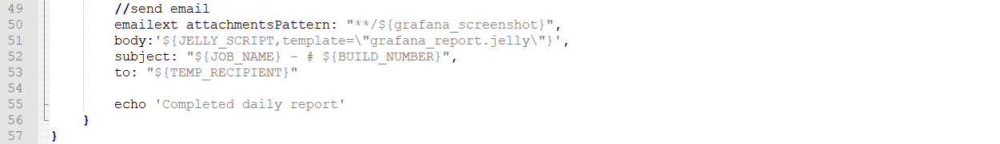 49 //send email
50 emailext attachmentsPattern: "**/${grafana_screenshot}",
51 body:'${JELLY_SCRIPT,template=\"grafana_report.jelly\"}',
52 subject: "${JOB_NAME} - # ${BUILD_NUMBER}",
53 to: "${TEMP_RECIPIENT}"
54
55 echo 'Completed daily report'
56 }
57 }